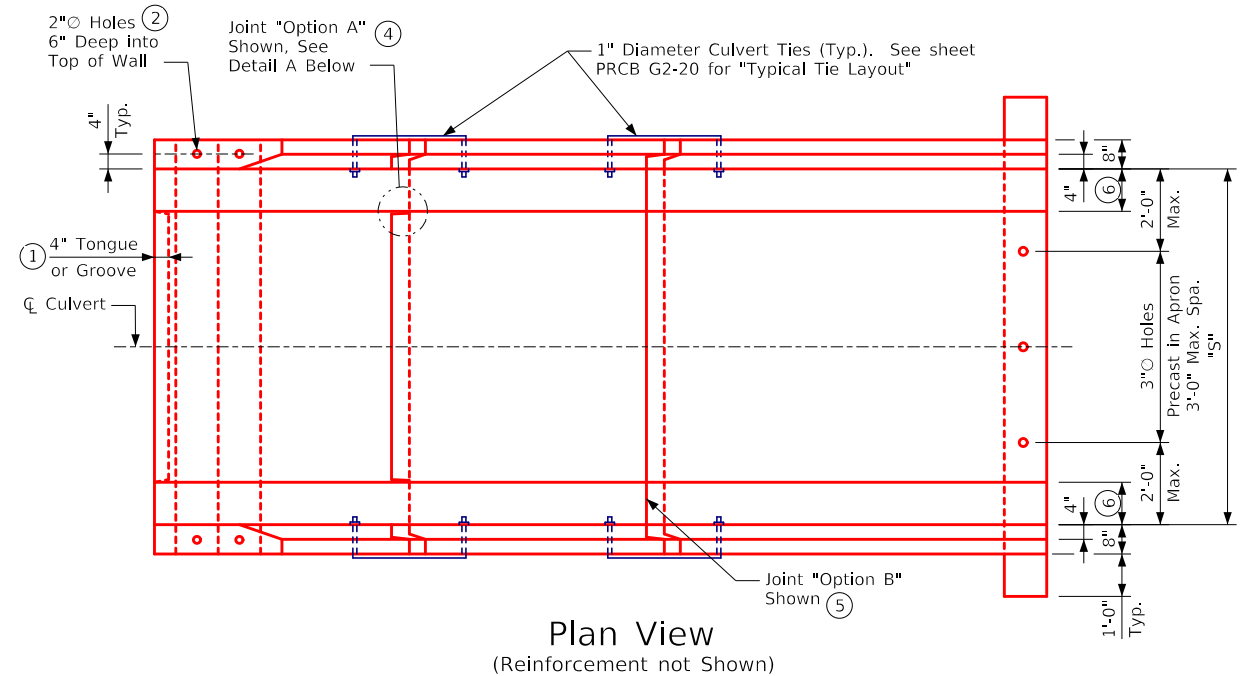 2"∅ Holes 2
6" Deep into
Top of Wall
Joint "Option A" 4
Shown, See
Detail A Below
1" Diameter Culvert Ties (Typ.). See sheet
PRCB G2-20 for "Typical Tie Layout"
4"
Typ.
1 4" Tongue
or Groove
℄ Culvert
8"
4"
6
2'-0"
Max.
3"∅ Holes
Precast in Apron
3'-0" Max. Spa.
"S"
2'-0"
Max.
4"
6
8"
1'-0"
Typ.
Joint "Option B"
Shown 5
Plan View
(Reinforcement not Shown)